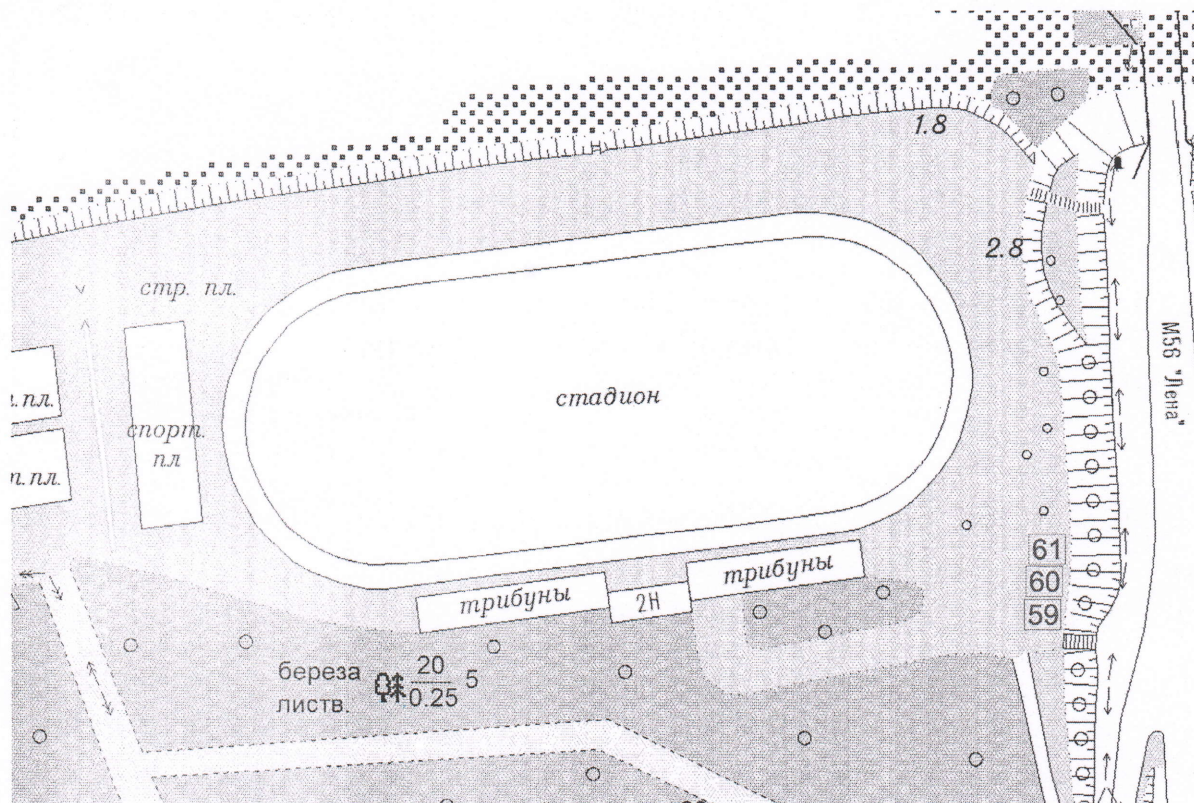 1.8
2.8
стр. пл.
М56 "Лена"
пл.
стадион
спорт.
пл
пл.
61
трибуны
60
трибуны
2Н
59
береза
листв.
20
0.25
5